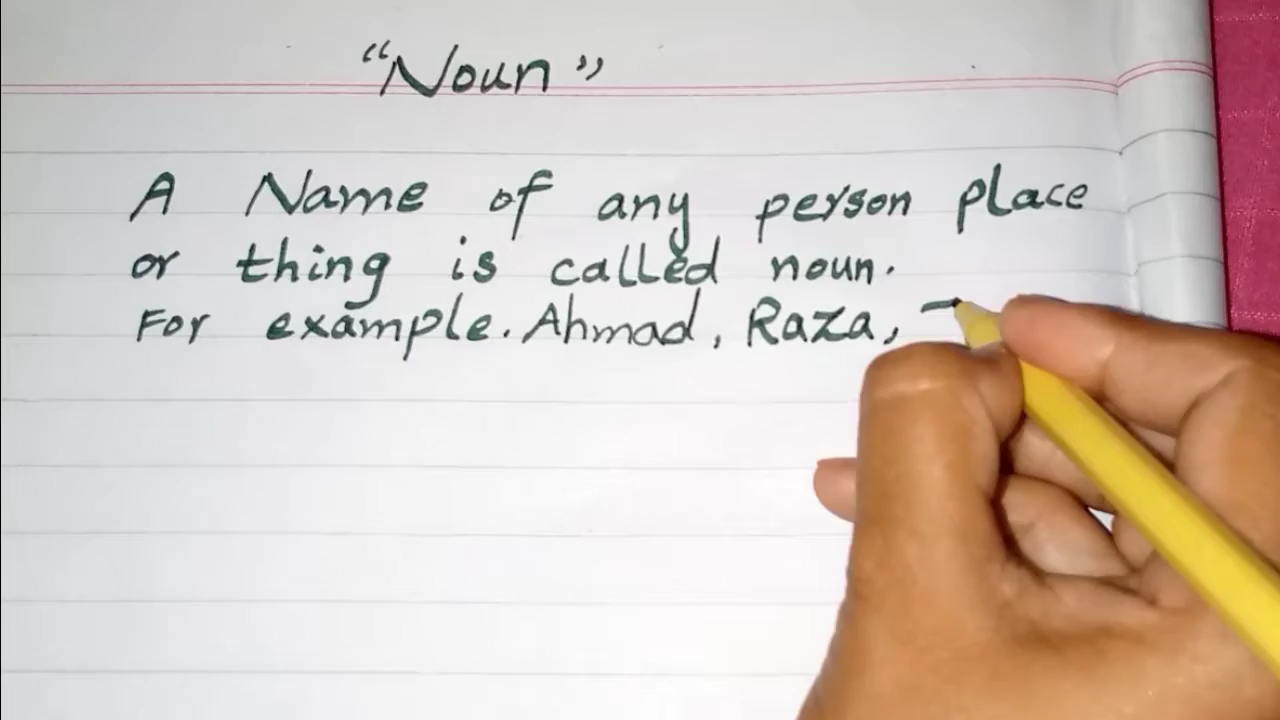 “Noun”
A Name of any person place
or thing is called noun.
For example. Ahmad, Raza,